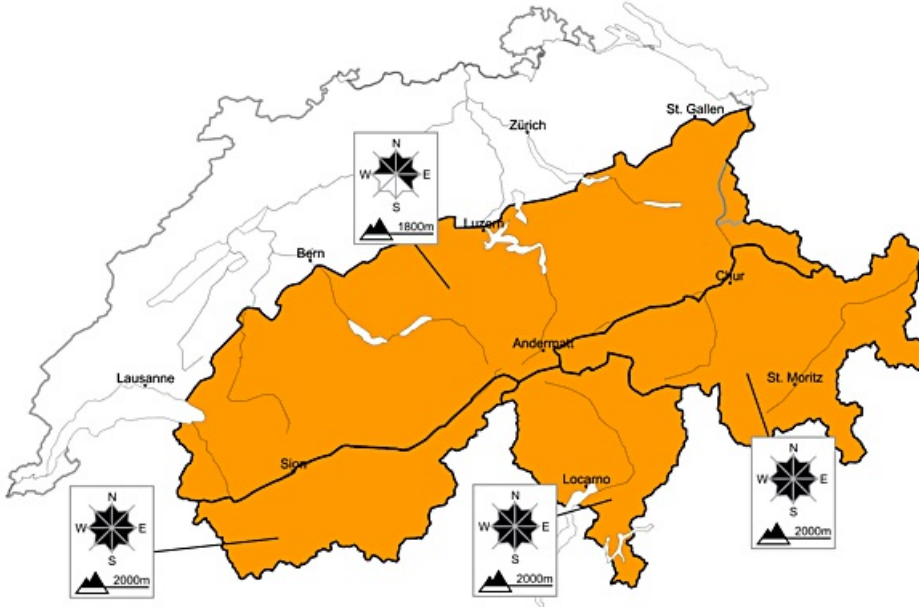 St. Gallen
Zürich
N
W E
S
1800m
Luzern
Bern
Chur
Andermatt
Lausanne
St. Moritz
Sion
Locarno
N
W E
S
2000m
N
W E
S
2000m
N
W E
S
2000m